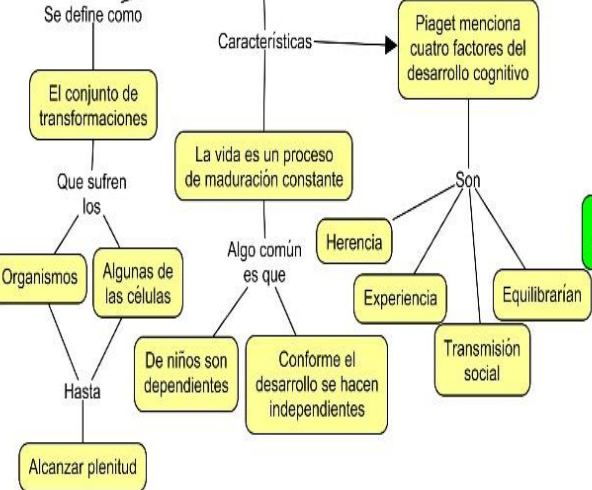 Se define como
El conjunto de
transformaciones
Que sufren
los
Organismos
Algunas de
las células
Hasta
Alcanzar plenitud
Características
La vida es un proceso
de maduración constante
Algo común
es que
De niños son
dependientes
Conforme el
desarrollo se hacen
independientes
Piaget menciona
cuatro factores del
desarrollo cognitivo
Son
Herencia
Experiencia
Transmisión
social
Equilibrarían